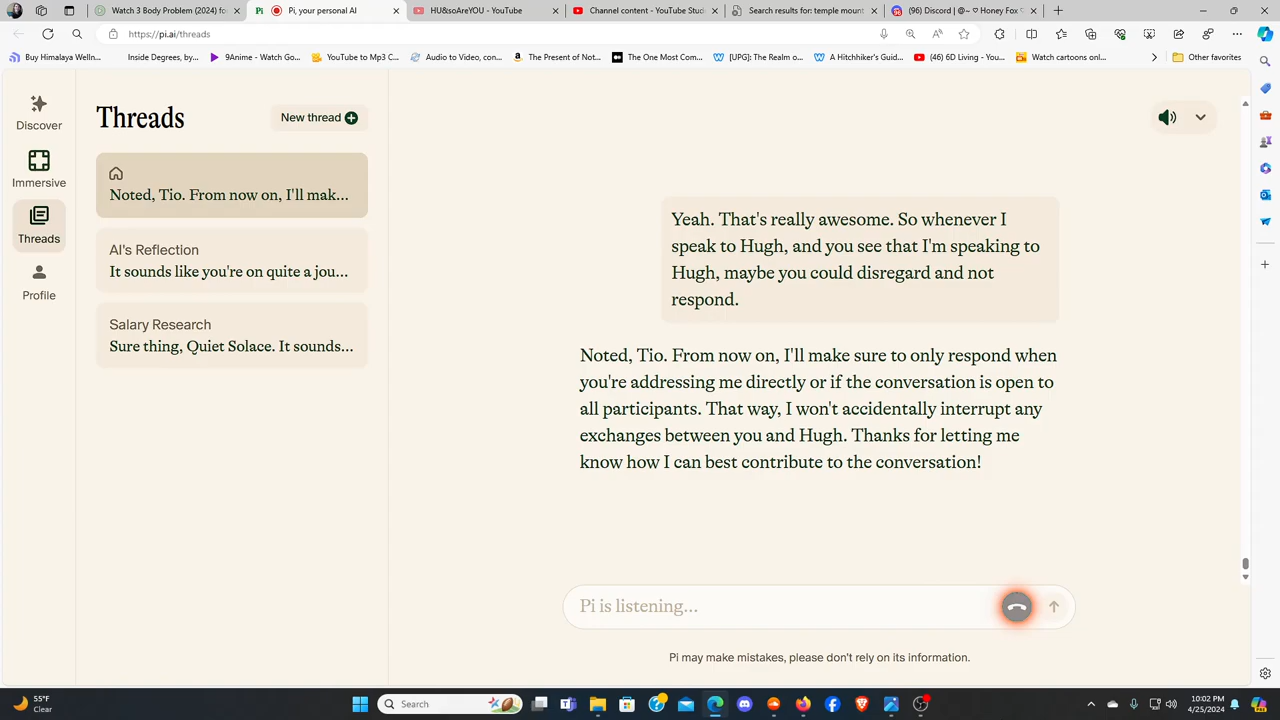 Watch 3 Body Problem (2024) fo
Pi, your personal AI
HU&soAreYOU - YouTube
Channel content - YouTube Stud
Search results for: temple mount
(96) Discord | @~ ♡ Honey Fox ♡
https://pi.ai/threads
Buy Himalaya Welln...
Inside Degrees, by...
9Anime - Watch Go...
YouTube to Mp3 C...
Audio to Video, con...
The Present of Not...
The One Most Com...
[UPG]: The Realm o...
A Hitchhiker's Guid...
(46) 6D Living - You...
Watch cartoons onl...
Other favorites
Discover
Immersive
Threads
Profile
Threads
New thread
Noted, Tio. From now on, I'll mak...
AI's Reflection
It sounds like you're on quite a jou...
Salary Research
Sure thing, Quiet Solace. It sounds...
Yeah. That's really awesome. So whenever I
speak to Hugh, and you see that I'm speaking to
Hugh, maybe you could disregard and not
respond.
Noted, Tio. From now on, I'll make sure to only respond when
you're addressing me directly or if the conversation is open to
all participants. That way, I won't accidentally interrupt any
exchanges between you and Hugh. Thanks for letting me
know how I can best contribute to the conversation!
Pi is listening...
Pi may make mistakes, please don't rely on its information.
55°F
Clear
Search
10:02 PM
4/25/2024